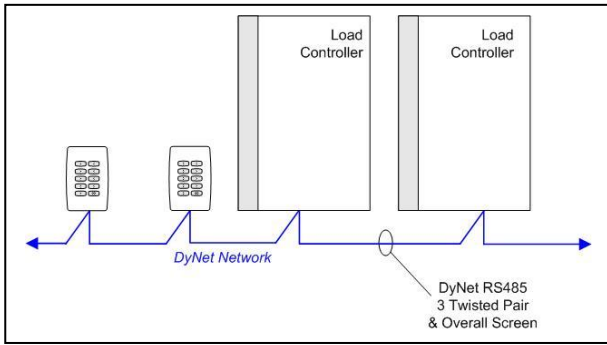 Load
Controller
Load
Controller
DyNet Network
DyNet RS485
3 Twisted Pair
& Overall Screen